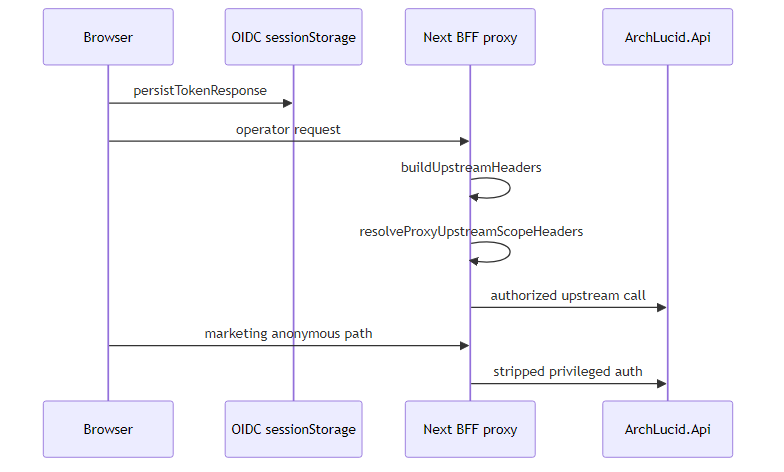 Browser
OIDC sessionStorage
Next BFF proxy
ArchLucid.Api
persistTokenResponse
operator request
buildUpstreamHeaders
resolveProxyUpstreamScopeHeaders
authorized upstream call
marketing anonymous path
stripped privileged auth
Browser
OIDC sessionStorage
Next BFF proxy
ArchLucid.Api